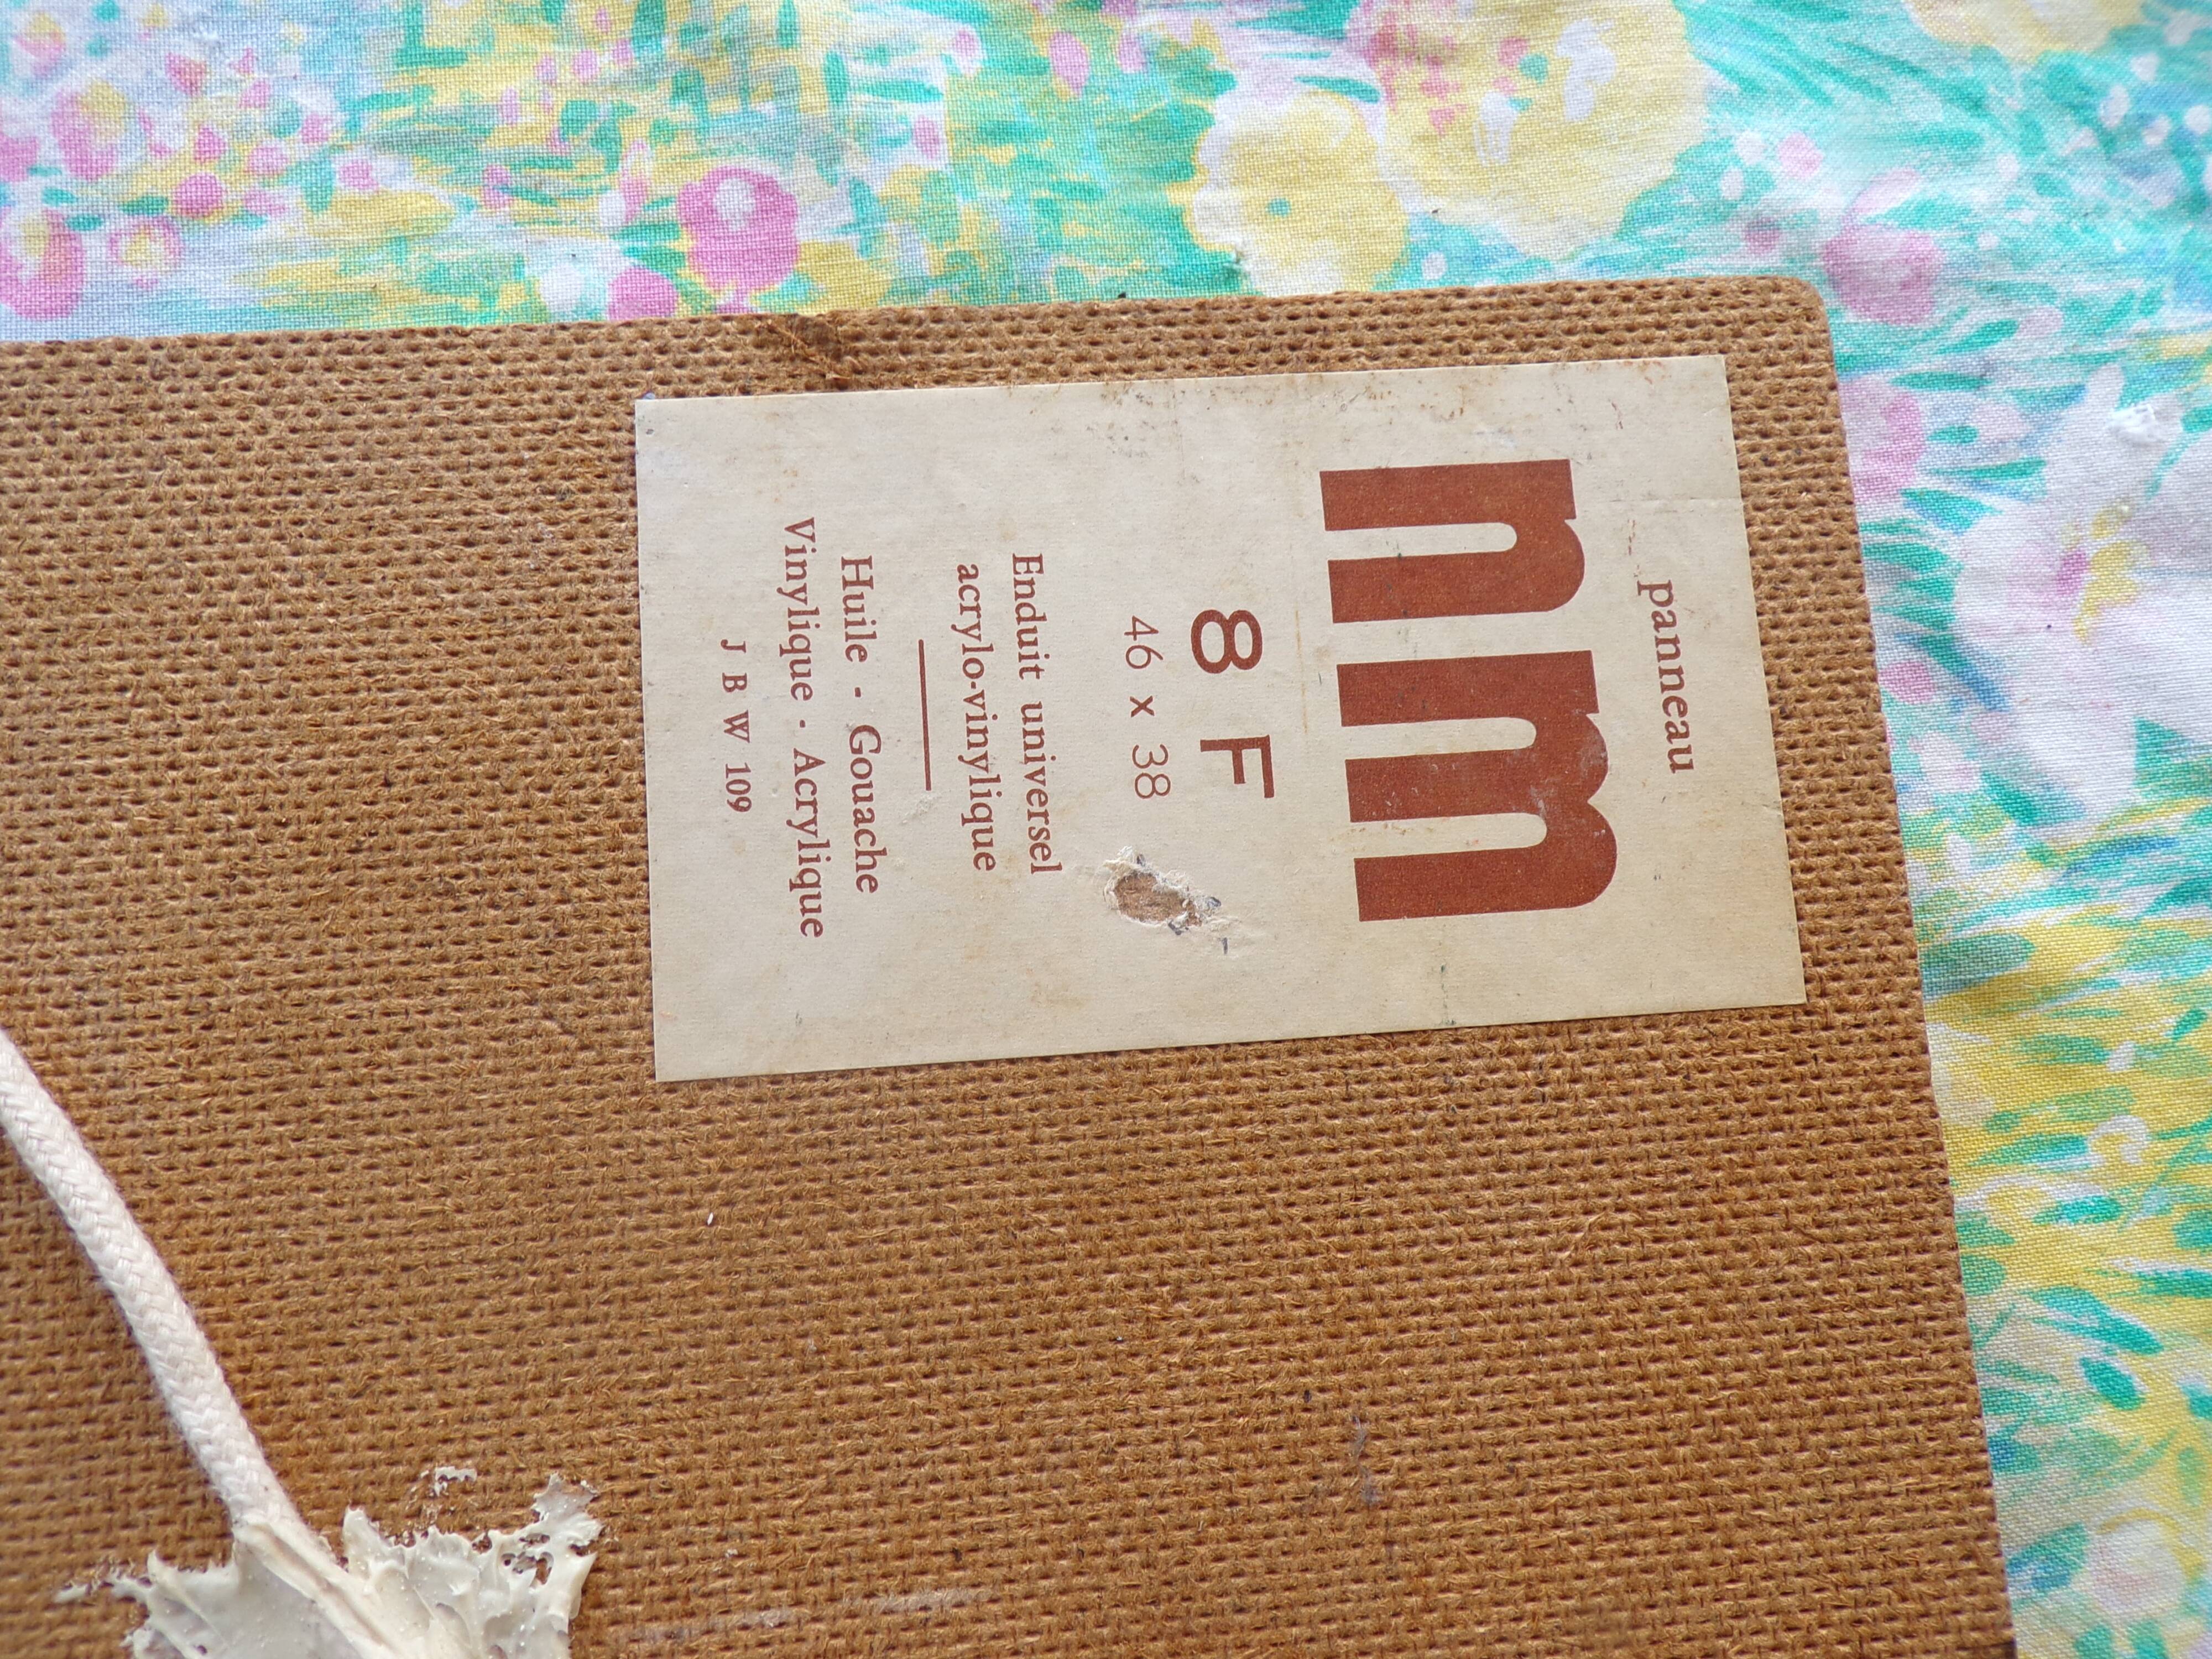 panneau
nm
8 F
46 x 38
Enduit universel
acrylo-vinylique
Huile - Gouache
Vinylique - Acrylique
J B W 109